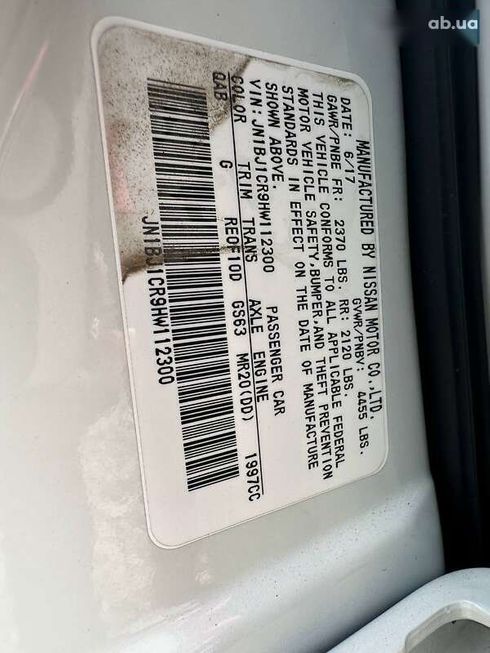 ab.ua
MANUFACTURED BY NISSAN MOTOR CO.,LTD.
DATE: 6/17 GVWR/PNBV: 4455 LBS.
GAWR/PNBE FR: 2370 LBS. RR: 2120 LBS.
THIS VEHICLE CONFORMS TO ALL APPLICABLE FEDERAL
MOTOR VEHICLE SAFETY,BUMPER,AND THEFT PREVENTION
STANDARDS IN EFFECT ON THE DATE OF MANUFACTURE
SHOWN ABOVE.
VIN:JN1BJ1CR9HW112300 PASSENGER CAR
COLOR TRIM TRANS AXLE ENGINE
QAB G RE0F10D GS63 MR20(DD) 1997CC
JN1BJ1CR9HW112300